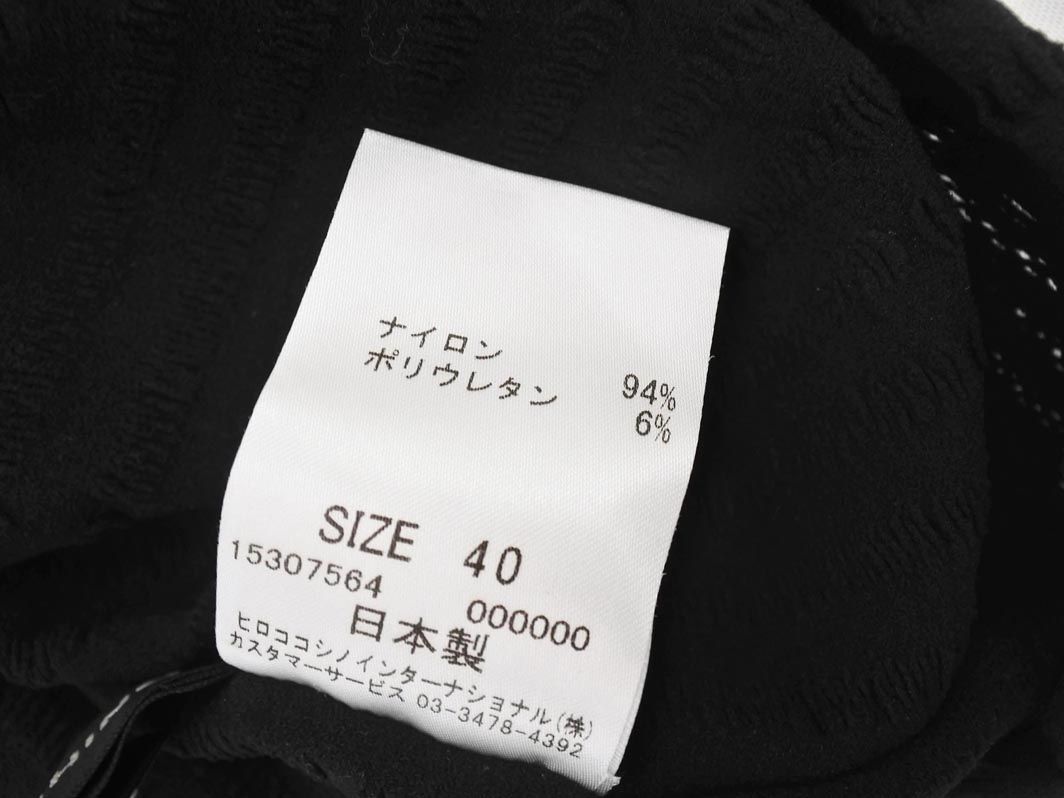 ナイロン 94%
ポリウレタン 6%
SIZE 40
15307564 000000
日本製
ヒロココシノインターナショナル(株)
カスタマーサービス 03-3478-4392